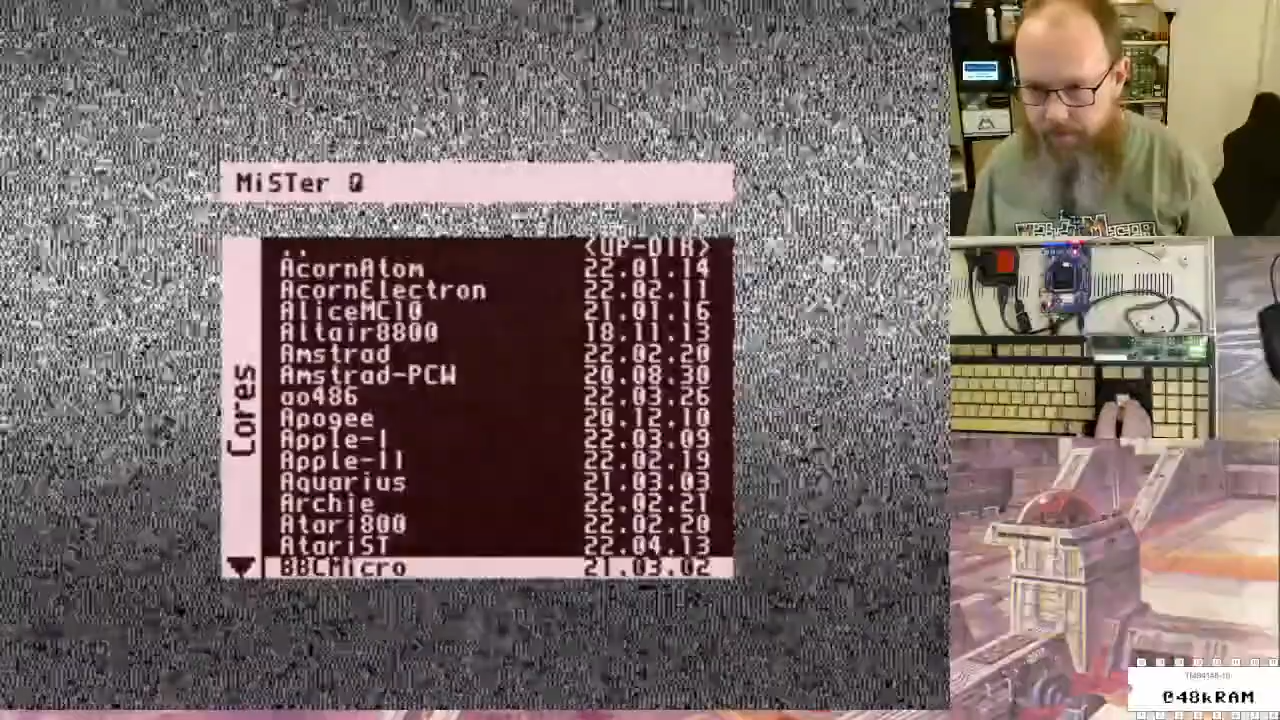 MiSTer
Cores
.. <UP-DIR>
AcornAtom 22.01.14
AcornElectron 22.02.11
AliceMC10 21.01.16
Altair8800 18.11.13
Amstrad 22.02.20
Amstrad-PCW 20.08.30
ao486 22.03.26
Apogee 20.12.10
Apple-I 22.03.09
Apple-II 22.02.19
Aquarius 21.03.03
Archie 22.02.21
Atari800 22.02.20
AtariST 22.04.13
BBCMicro 21.03.02
@48kRAM